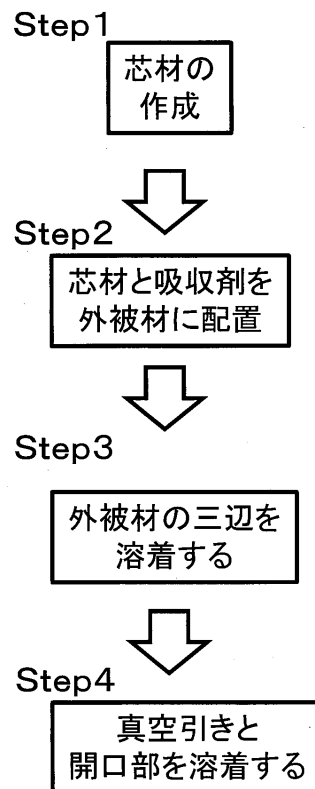 Step1
芯材の
作成
Step2
芯材と吸収剤を
外被材に配置
Step3
外被材の三辺を
溶着する
Step4
真空引きと
開口部を溶着する